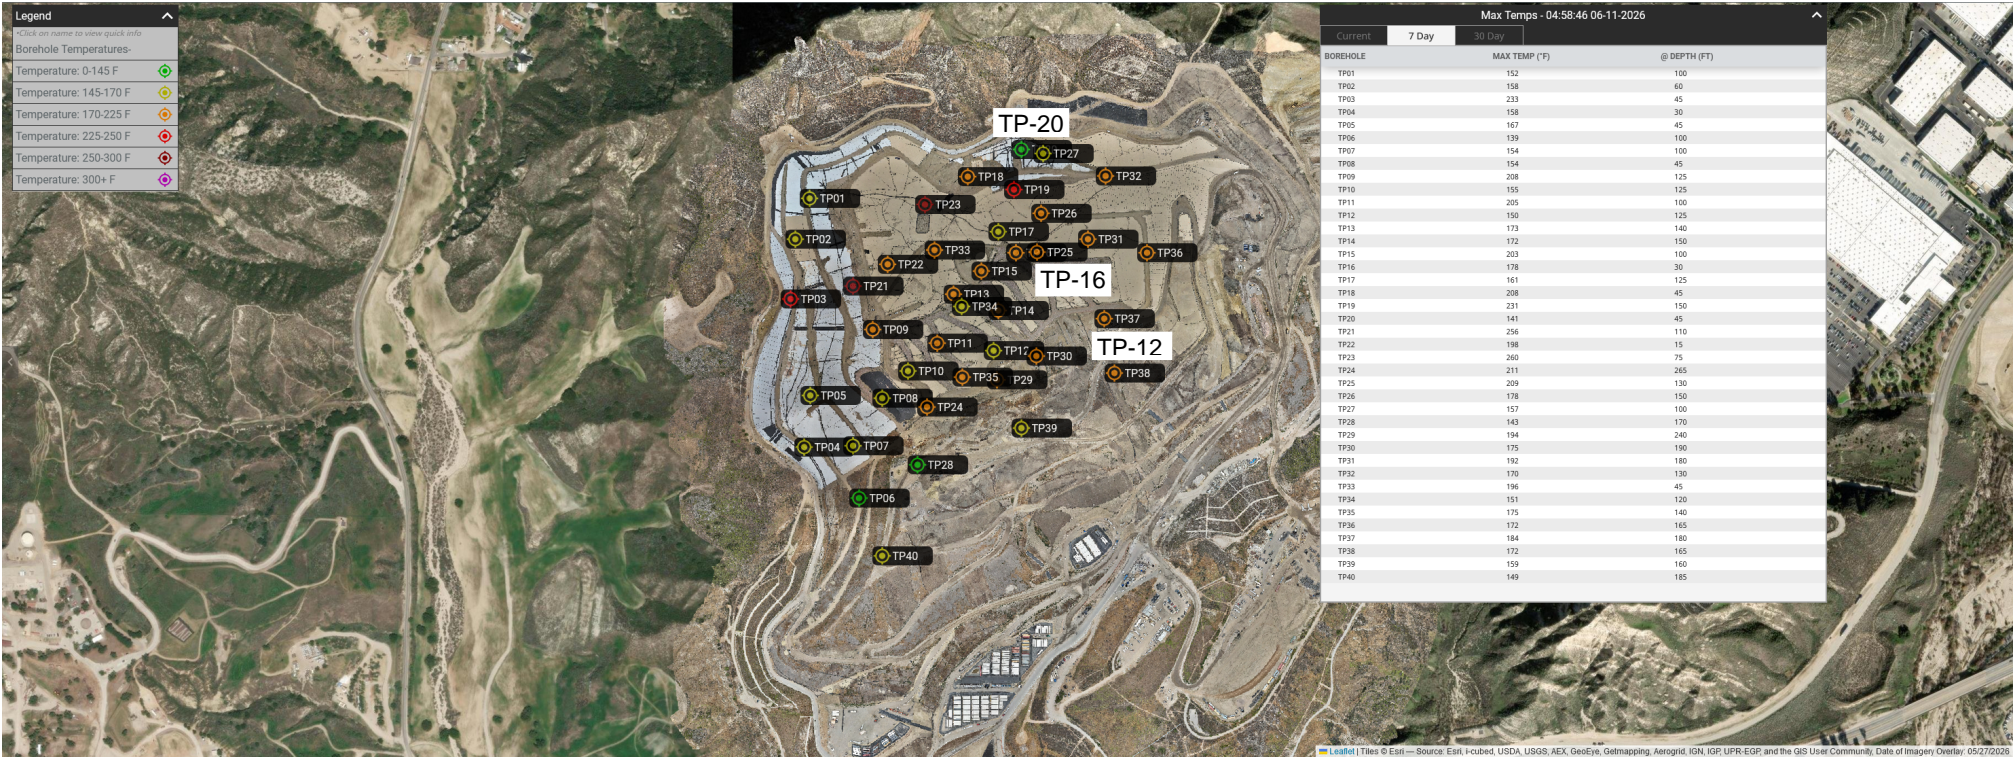 Legend
*Click on name to view quick info
Borehole Temperatures-
Temperature: 0-145 F
Temperature: 145-170 F
Temperature: 170-225 F
Temperature: 225-250 F
Temperature: 250-300 F
Temperature: 300+ F
TP-20
TP27
TP18
TP32
TP19
TP01
TP23
TP26
TP17
TP02
TP31
TP33
TP25
TP36
TP22
TP15
TP-16
TP21
TP13
TP03
TP34
TP14
TP37
TP09
TP11
TP-12
TP12
TP30
TP10
TP38
TP35
TP29
TP05
TP08
TP24
TP39
TP04
TP07
TP28
TP06
TP40
Max Temps - 04:58:46 06-11-2026
Current 7 Day 30 Day
BOREHOLE MAX TEMP (°F) @ DEPTH (FT)
TP01 152 100
TP02 158 60
TP03 233 45
TP04 158 30
TP05 167 45
TP06 139 100
TP07 154 100
TP08 154 45
TP09 208 125
TP10 155 125
TP11 205 100
TP12 150 125
TP13 173 140
TP14 172 150
TP15 203 100
TP16 178 30
TP17 161 125
TP18 208 45
TP19 231 150
TP20 141 45
TP21 256 110
TP22 198 15
TP23 260 75
TP24 211 265
TP25 209 130
TP26 178 150
TP27 157 100
TP28 143 170
TP29 194 240
TP30 175 190
TP31 192 180
TP32 170 130
TP33 196 45
TP34 151 120
TP35 175 140
TP36 172 165
TP37 184 180
TP38 172 165
TP39 159 160
TP40 149 185
Leaflet | Tiles © Esri — Source: Esri, i-cubed, USDA, USGS, AEX, GeoEye, Getmapping, Aerogrid, IGN, IGP, UPR-EGP, and the GIS User Community, Date of Imagery Overlay: 05/27/2026